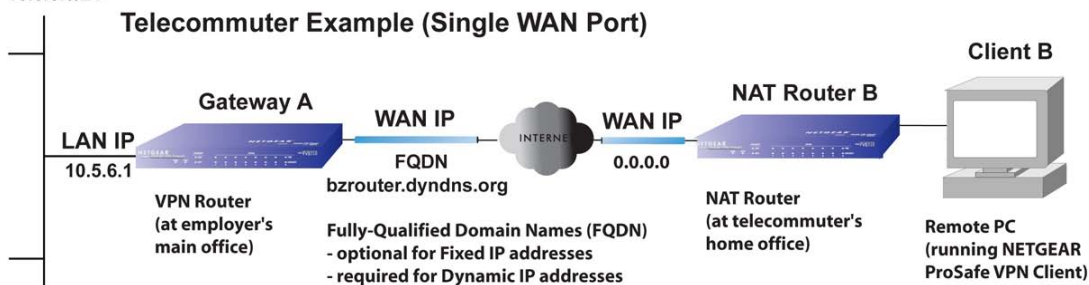 Telecommuter Example (Single WAN Port)
Client B
Gateway A
NAT Router B
WAN IP
WAN IP
LAN IP
INTERNE
10.5.6.1
FQDN
bzrouter.dyndns.org
0.0.0.0
NETGEAR
NETGEAR
VPN Router
(at employer's
main office)
Fully-Qualified Domain Names (FQDN)
- optional for Fixed IP addresses
- required for Dynamic IP addresses
NAT Router
(at telecommuter's
home office)
Remote PC
(running NETGEAR
ProSafe VPN Client)